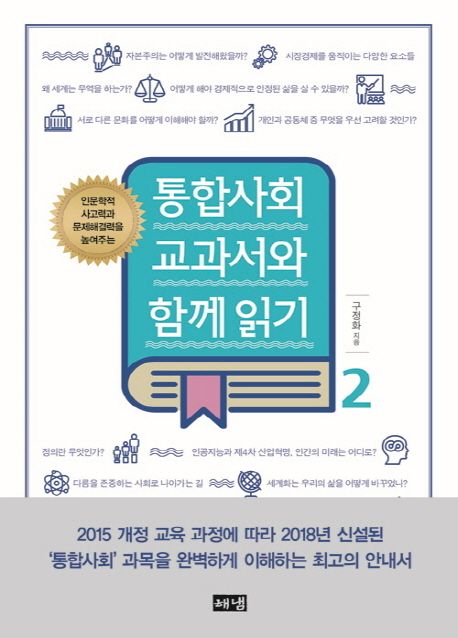 자본주의는 어떻게 발전해왔을까?
시장경제를 움직이는 다양한 요소들
왜 세계는 무역을 하는가?
어떻게 해야 경제적으로 안정된 삶을 살 수 있을까?
서로 다른 문화를 어떻게 이해해야 할까?
개인과 공동체 중 무엇을 우선 고려할 것인가?
인문학적
사고력과
문제해결력을
높여주는
통합사회
교과서와
함께 읽기
구정화 지음
2
정의란 무엇인가?
인공지능과 제4차 산업혁명, 인간의 미래는 어디로?
다름을 존중하는 사회로 나아가는 길
세계화는 우리의 삶을 어떻게 바꾸었나?
2015 개정 교육 과정에 따라 2018년 신설된
‘통합사회’ 과목을 완벽하게 이해하는 최고의 안내서
해냄